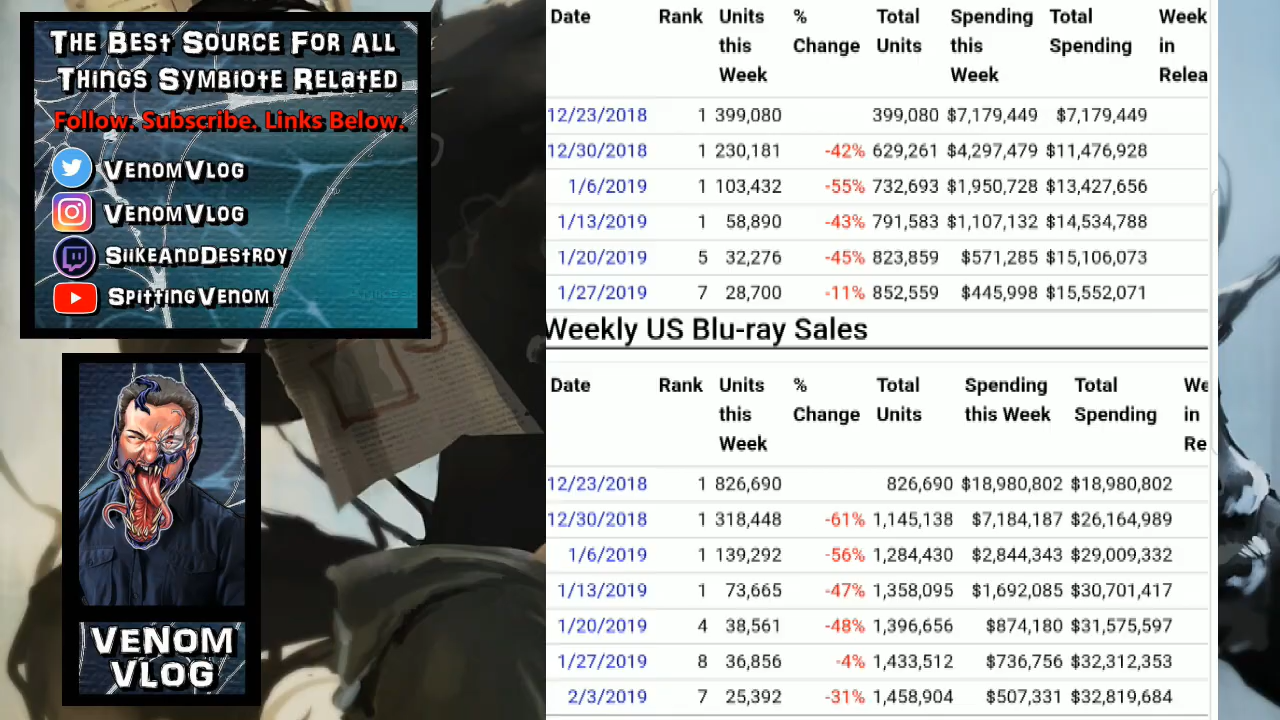 The Best Source For All
Things Symbiote Related
Follow. Subscribe. Links Below.
VenomVlog
VenomVlog
SiikeAndDestroy
SpittingVenom
VENOM
VLOG
Date Rank Units this Week % Change Total Units Spending this Week Total Spending Week in Relea
12/23/2018 1 399,080 399,080 $7,179,449 $7,179,449
12/30/2018 1 230,181 -42% 629,261 $4,297,479 $11,476,928
1/6/2019 1 103,432 -55% 732,693 $1,950,728 $13,427,656
1/13/2019 1 58,890 -43% 791,583 $1,107,132 $14,534,788
1/20/2019 5 32,276 -45% 823,859 $571,285 $15,106,073
1/27/2019 7 28,700 -11% 852,559 $445,998 $15,552,071
Weekly US Blu-ray Sales
Date Rank Units this Week % Change Total Units Spending this Week Total Spending We in Re
12/23/2018 1 826,690 826,690 $18,980,802 $18,980,802
12/30/2018 1 318,448 -61% 1,145,138 $7,184,187 $26,164,989
1/6/2019 1 139,292 -56% 1,284,430 $2,844,343 $29,009,332
1/13/2019 1 73,665 -47% 1,358,095 $1,692,085 $30,701,417
1/20/2019 4 38,561 -48% 1,396,656 $874,180 $31,575,597
1/27/2019 8 36,856 -4% 1,433,512 $736,756 $32,312,353
2/3/2019 7 25,392 -31% 1,458,904 $507,331 $32,819,684